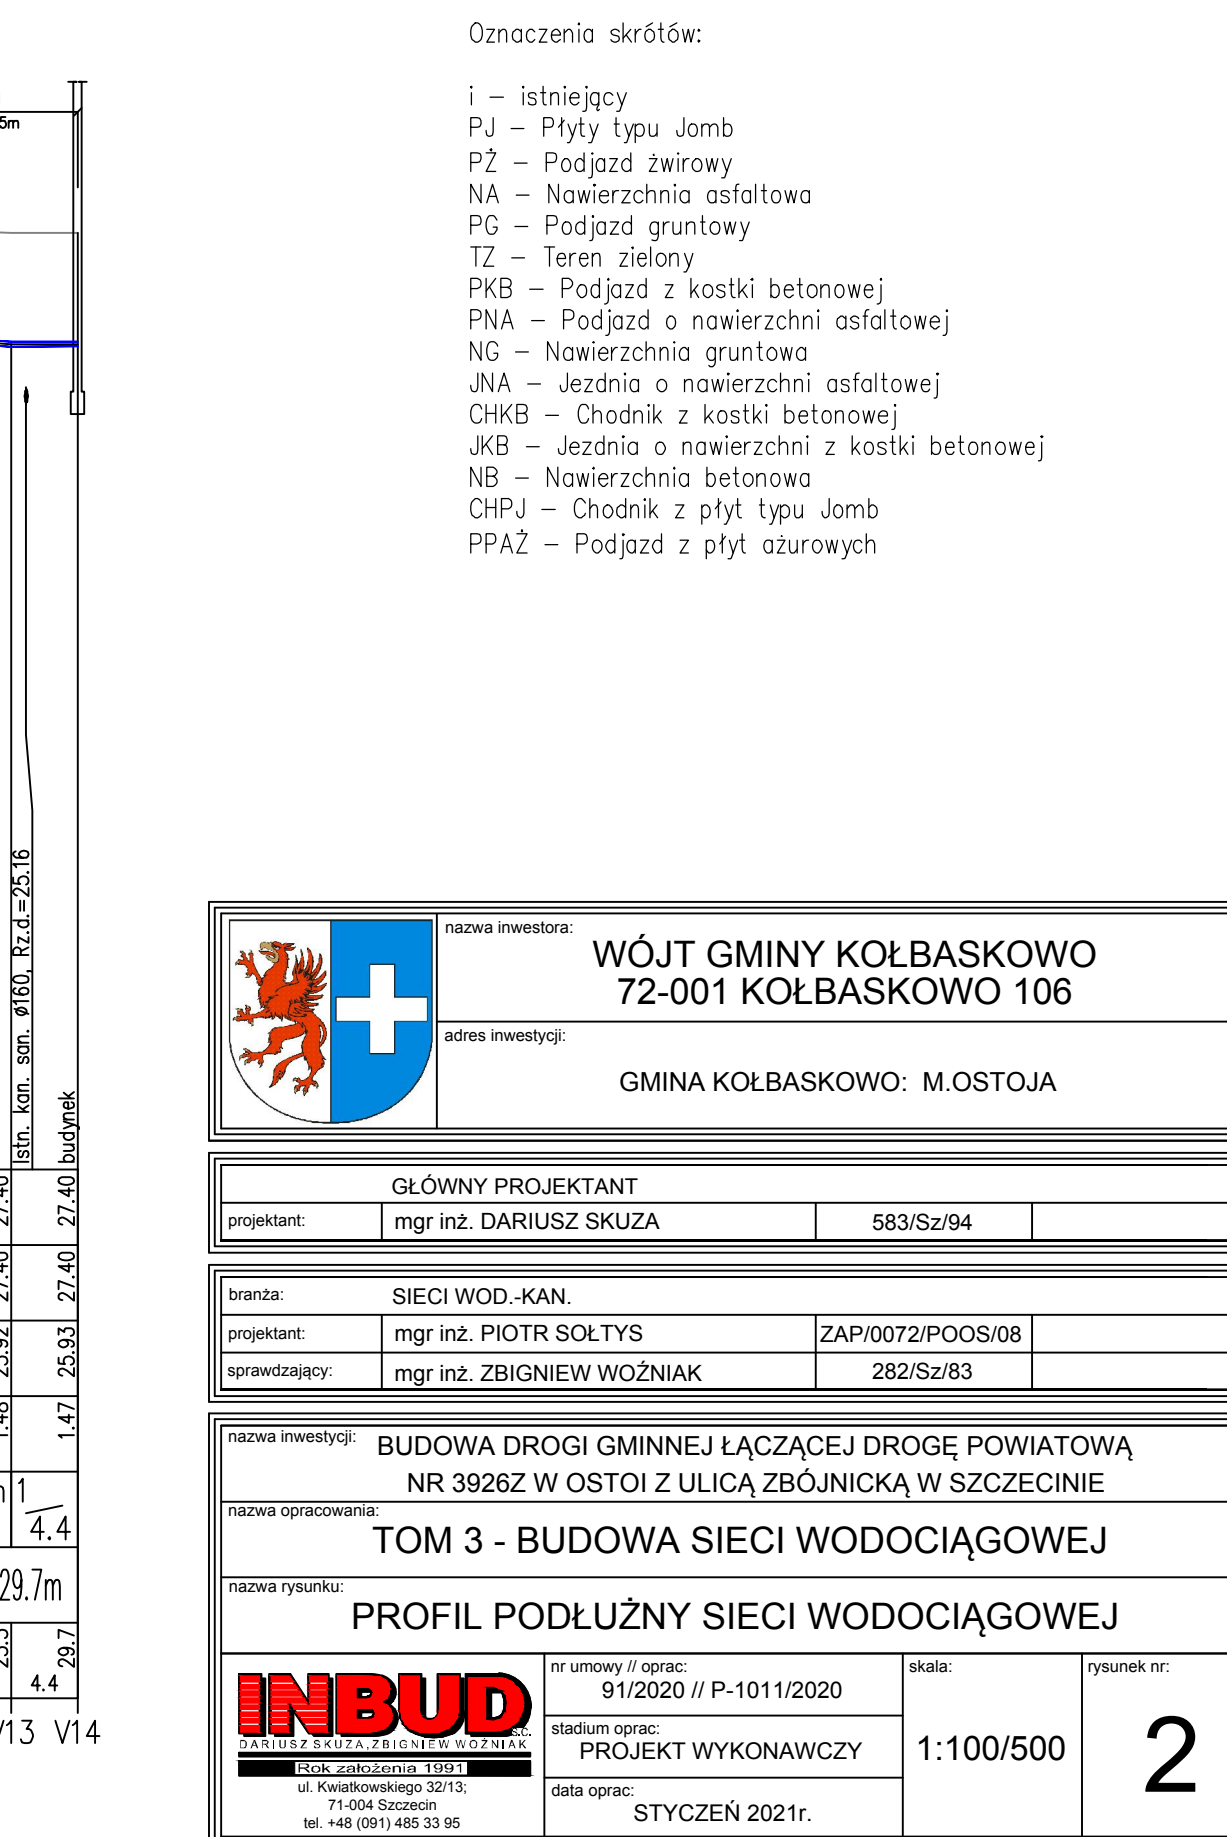 Oznaczenia skrótów:
i – istniejący
PJ – Płyty typu Jomb
PŻ – Podjazd żwirowy
NA – Nawierzchnia asfaltowa
PG – Podjazd gruntowy
TZ – Teren zielony
PKB – Podjazd z kostki betonowej
PNA – Podjazd o nawierzchni asfaltowej
NG – Nawierzchnia gruntowa
JNA – Jezdnia o nawierzchni asfaltowej
CHKB – Chodnik z kostki betonowej
JKB – Jezdnia o nawierzchni z kostki betonowej
NB – Nawierzchnia betonowa
CHPJ – Chodnik z płyt typu Jomb
PPAŻ – Podjazd z płyt ażurowych
5m
Istn. kan. san. ø160, Rz.d.=25.16
budynek
27.40 27.40
27.40 27.40
25.93
1.47
1
4.4
29.7m
29.7
4.4
V13 V14
nazwa inwestora:
WÓJT GMINY KOŁBASKOWO
72-001 KOŁBASKOWO 106
adres inwestycji:
GMINA KOŁBASKOWO: M.OSTOJA
GŁÓWNY PROJEKTANT
projektant: mgr inż. DARIUSZ SKUZA 583/Sz/94
branża: SIECI WOD.-KAN.
projektant: mgr inż. PIOTR SOŁTYS ZAP/0072/POOS/08
sprawdzający: mgr inż. ZBIGNIEW WOŹNIAK 282/Sz/83
nazwa inwestycji: BUDOWA DROGI GMINNEJ ŁĄCZĄCEJ DROGĘ POWIATOWĄ
NR 3926Z W OSTOI Z ULICĄ ZBÓJNICKĄ W SZCZECINIE
nazwa opracowania:
TOM 3 - BUDOWA SIECI WODOCIĄGOWEJ
nazwa rysunku:
PROFIL PODŁUŻNY SIECI WODOCIĄGOWEJ
INBUD s.c.
DARIUSZ SKUZA, ZBIGNIEW WOŹNIAK
Rok założenia 1991
ul. Kwiatkowskiego 32/13;
71-004 Szczecin
tel. +48 (091) 485 33 95
nr umowy // oprac:
91/2020 // P-1011/2020
stadium oprac:
PROJEKT WYKONAWCZY
data oprac:
STYCZEŃ 2021r.
skala:
1:100/500
rysunek nr:
2